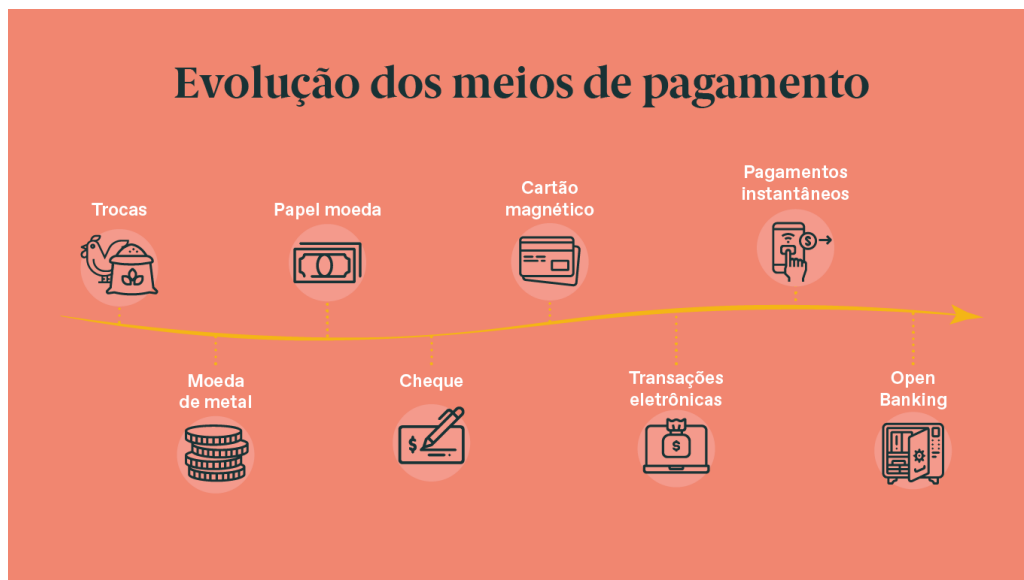 Evolução dos meios de pagamento
Trocas
Moeda
de metal
Papel moeda
Cheque
Cartão
magnético
Transações
eletrônicas
Pagamentos
instantâneos
Open
Banking
$
$
$